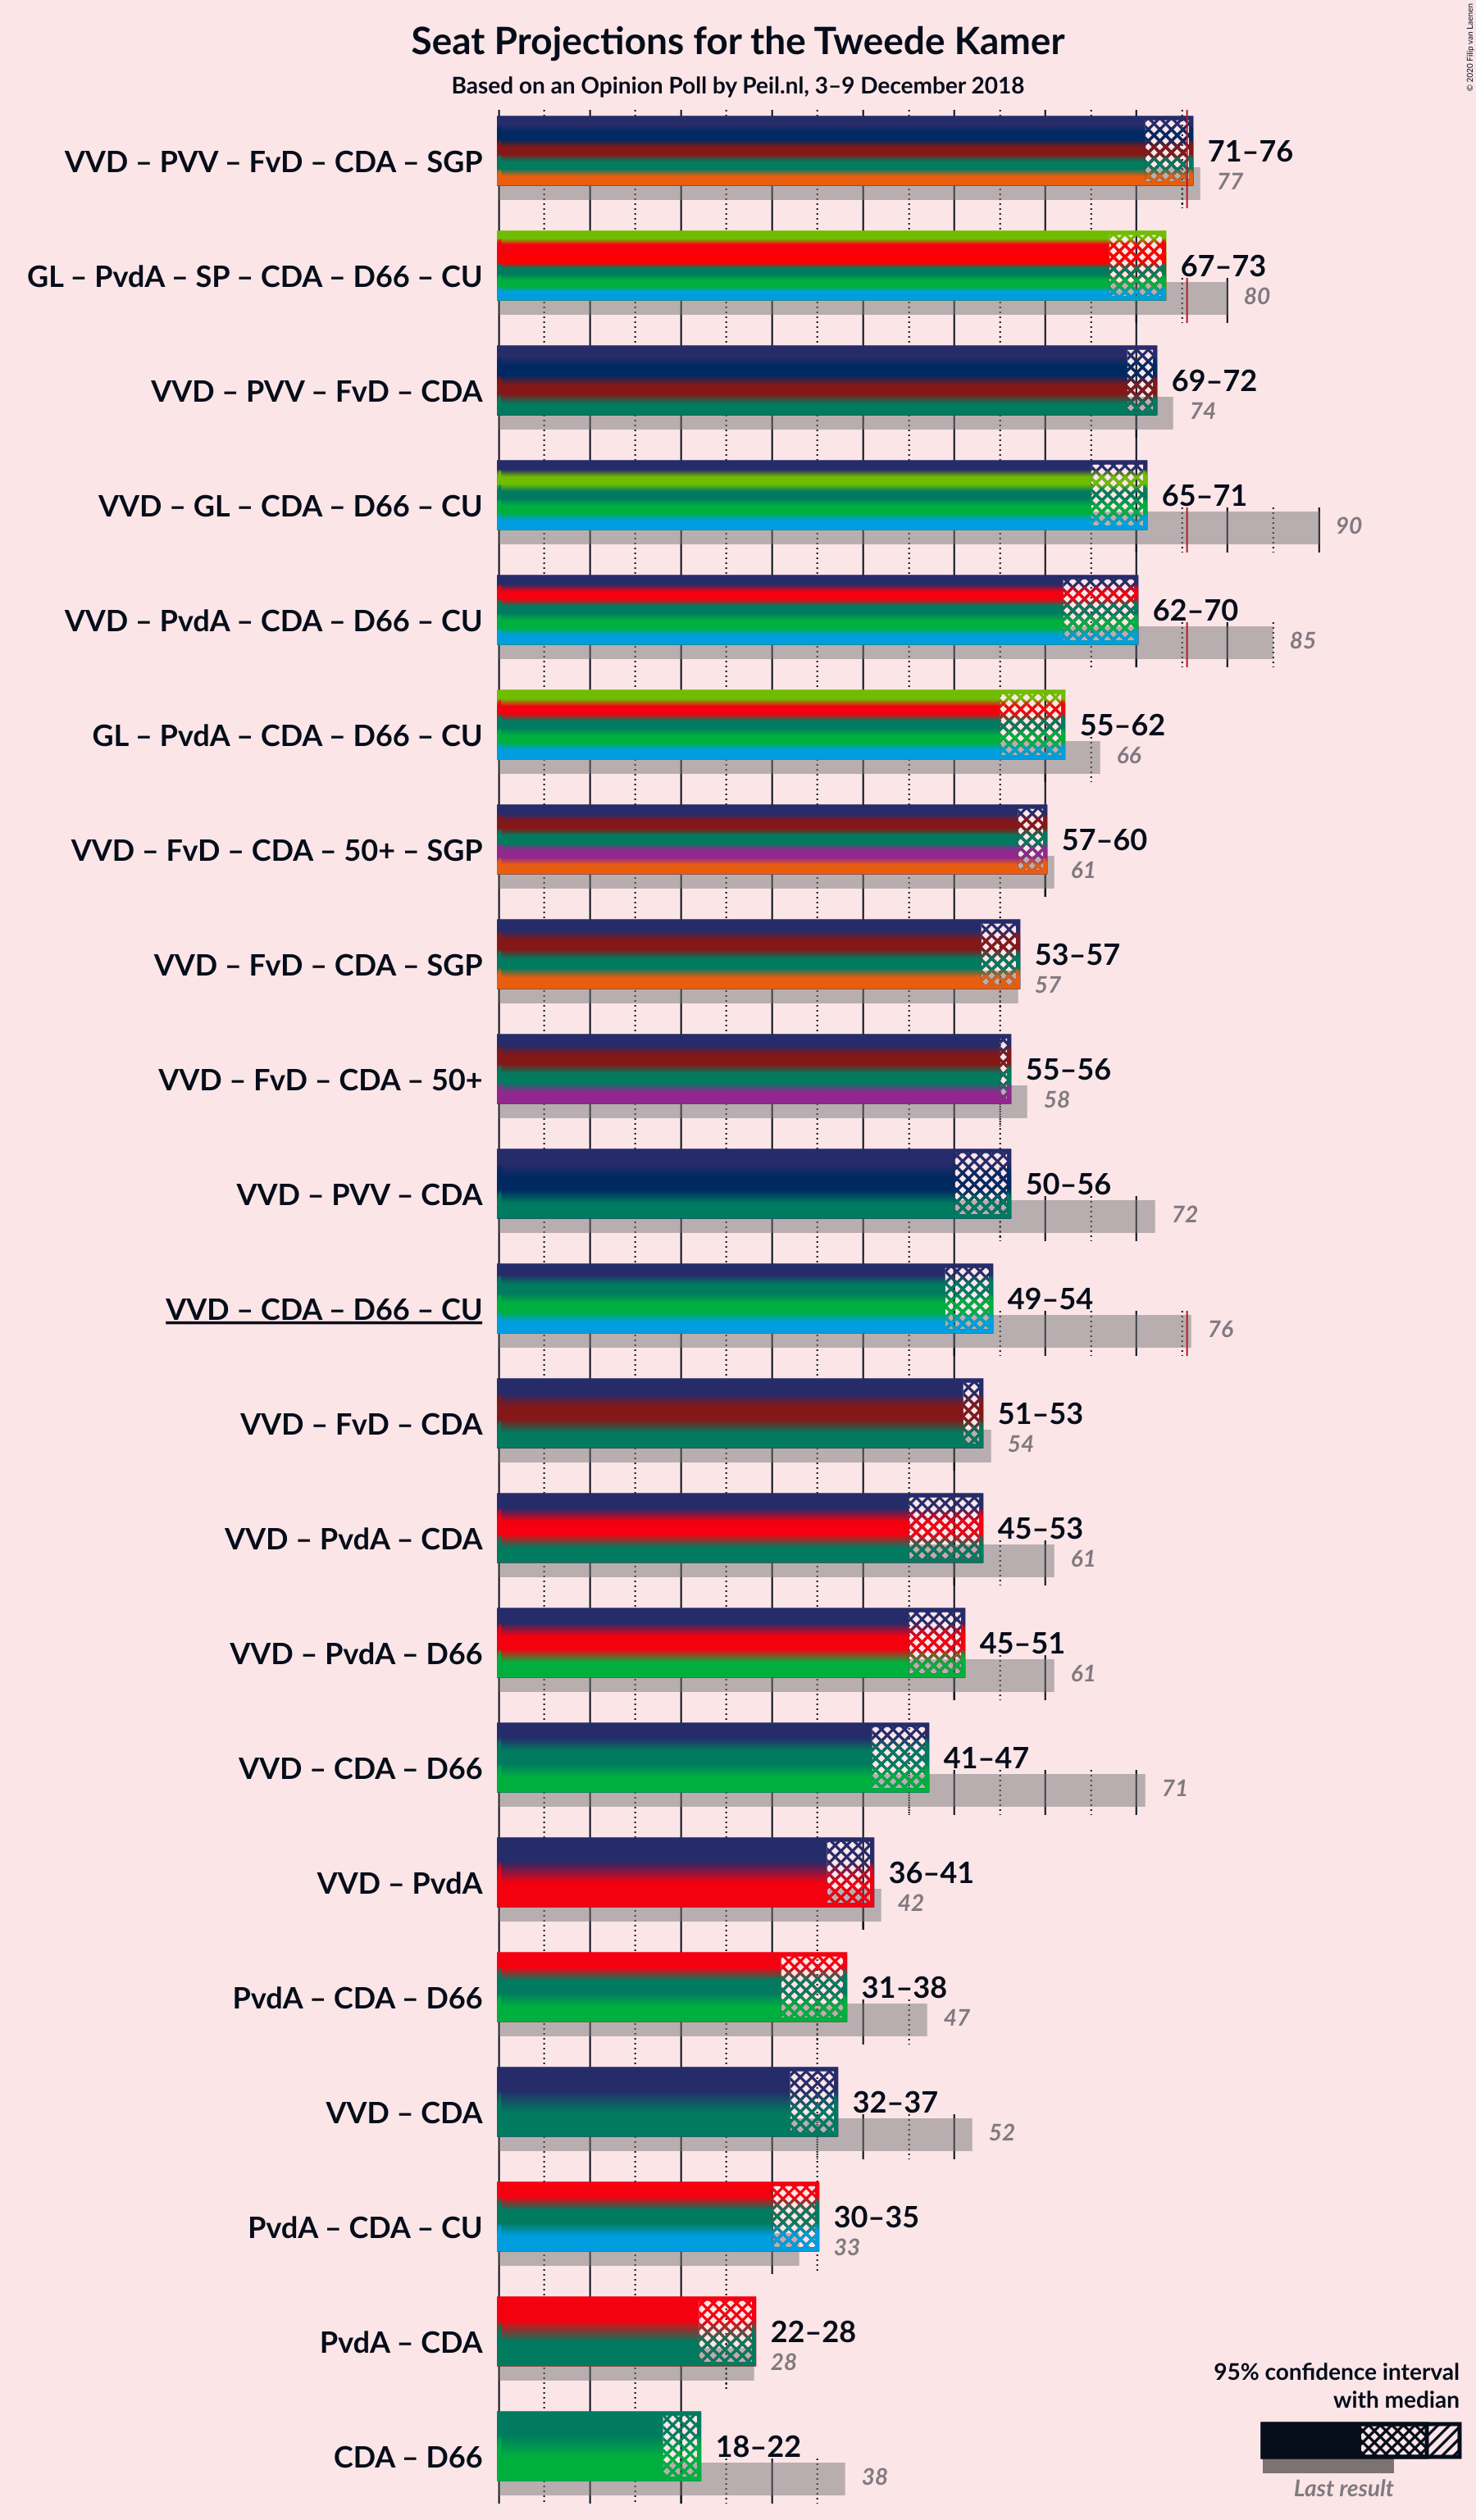 Seat Projections for the Tweede Kamer
Based on an Opinion Poll by Peil.nl, 3–9 December 2018
© 2020 Filip van Laenen
VVD – PVV – FvD – CDA – SGP
71–76
77
GL – PvdA – SP – CDA – D66 – CU
67–73
80
VVD – PVV – FvD – CDA
69–72
74
VVD – GL – CDA – D66 – CU
65–71
90
VVD – PvdA – CDA – D66 – CU
62–70
85
GL – PvdA – CDA – D66 – CU
55–62
66
VVD – FvD – CDA – 50+ – SGP
57–60
61
VVD – FvD – CDA – SGP
53–57
57
VVD – FvD – CDA – 50+
55–56
58
VVD – PVV – CDA
50–56
72
VVD – CDA – D66 – CU
49–54
76
VVD – FvD – CDA
51–53
54
VVD – PvdA – CDA
45–53
61
VVD – PvdA – D66
45–51
61
VVD – CDA – D66
41–47
71
VVD – PvdA
36–41
42
PvdA – CDA – D66
31–38
47
VVD – CDA
32–37
52
PvdA – CDA – CU
30–35
33
PvdA – CDA
22–28
28
CDA – D66
18–22
38
95% confidence interval
with median
Last result